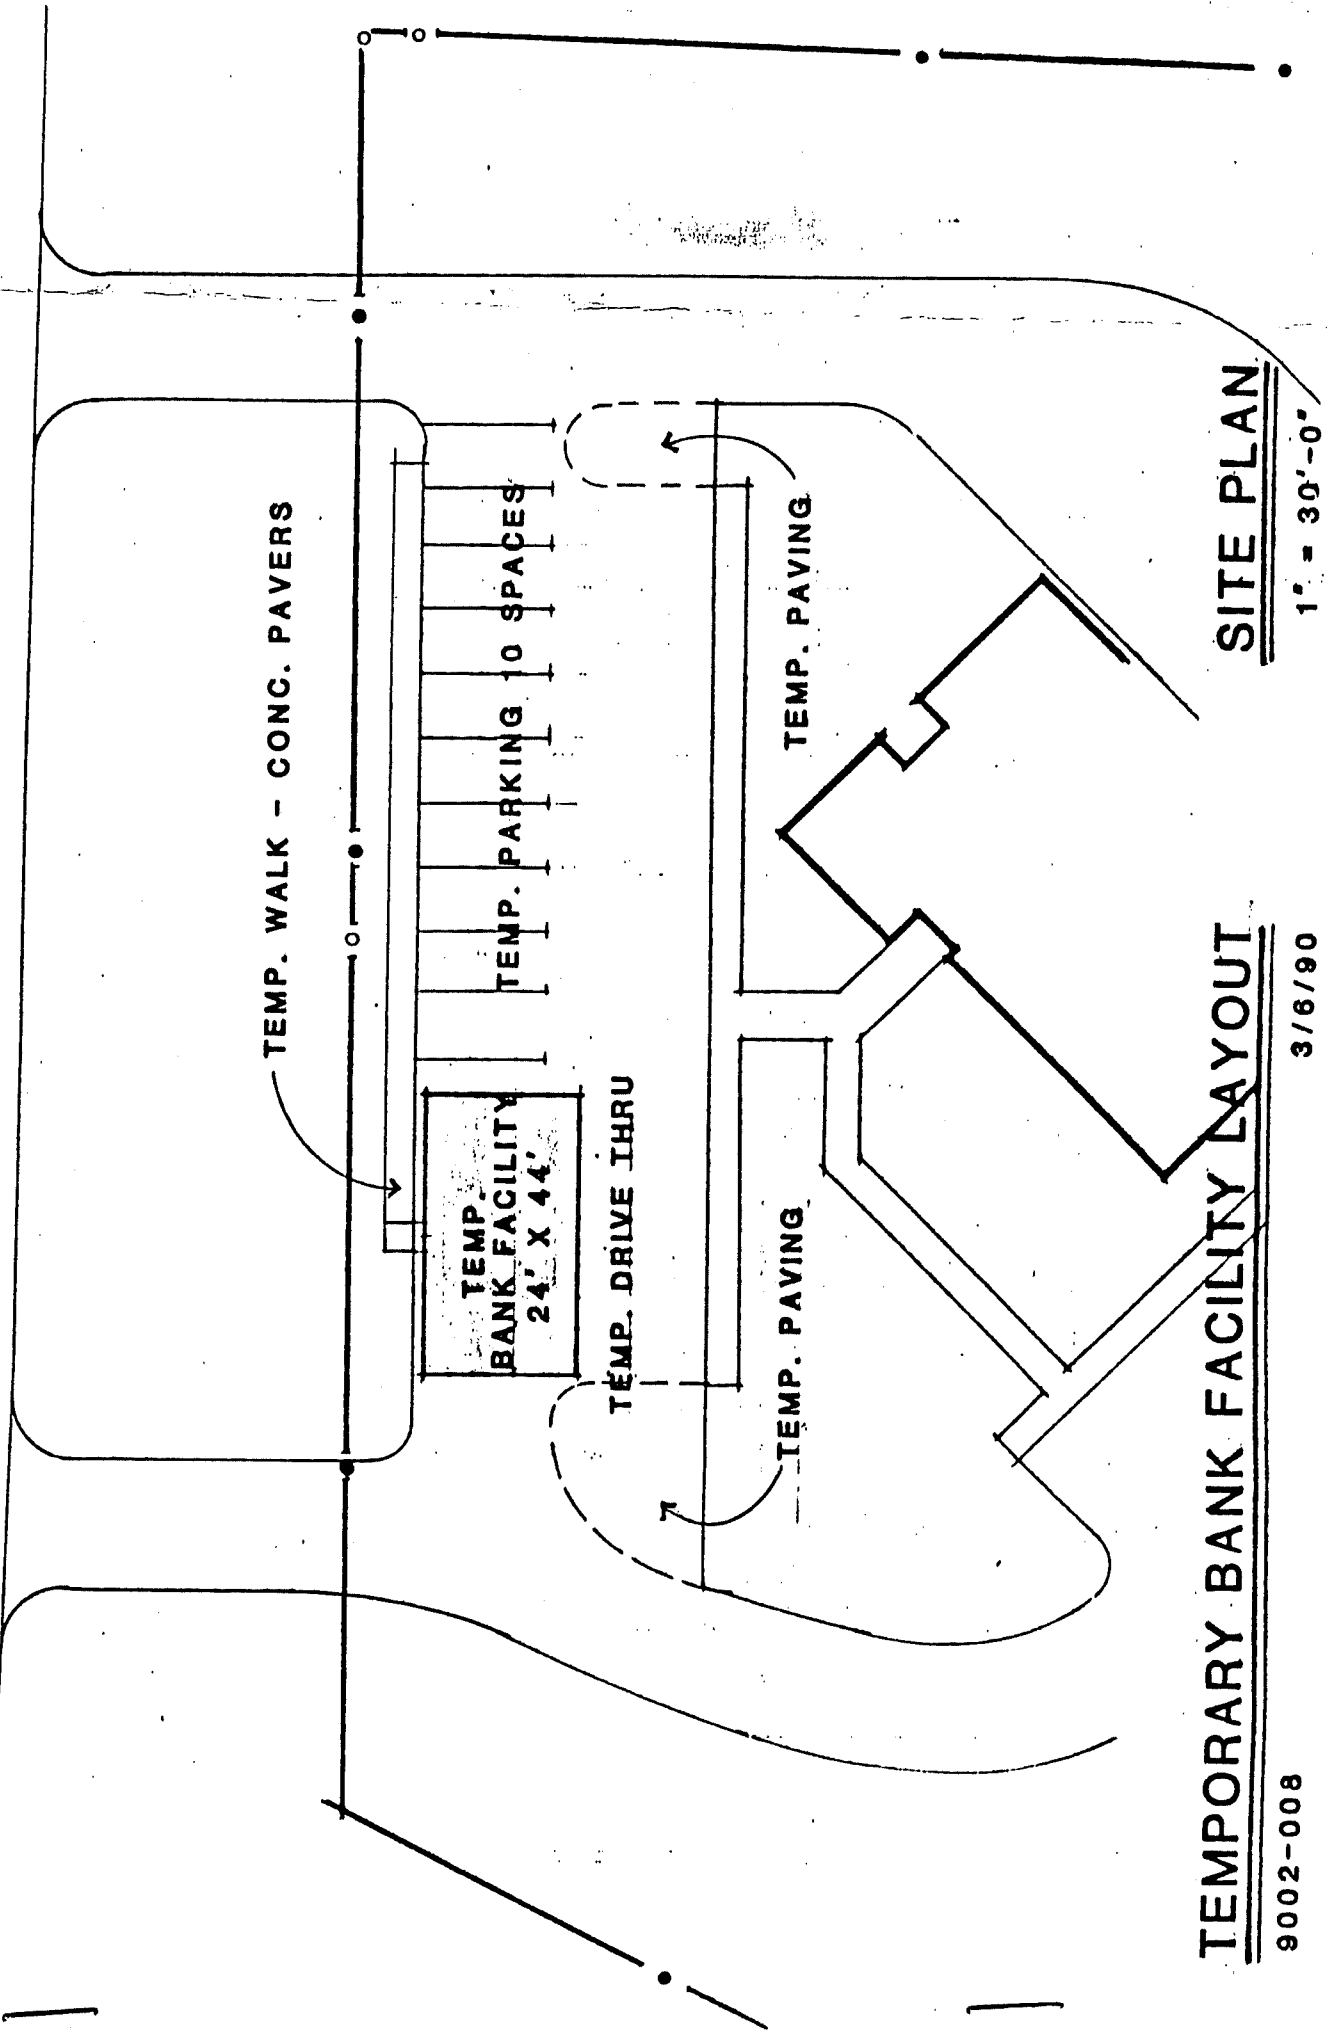 TEMP. WALK - CONC. PAVERS
TEMP. PARKING 10 SPACES
TEMP.
BANK FACILITY
24' X 44'
TEMP. DRIVE THRU
TEMP. PAVING
TEMP. PAVING
TEMPORARY BANK FACILITY LAYOUT
SITE PLAN
9002-008
3/6/90
1" = 30'-0"